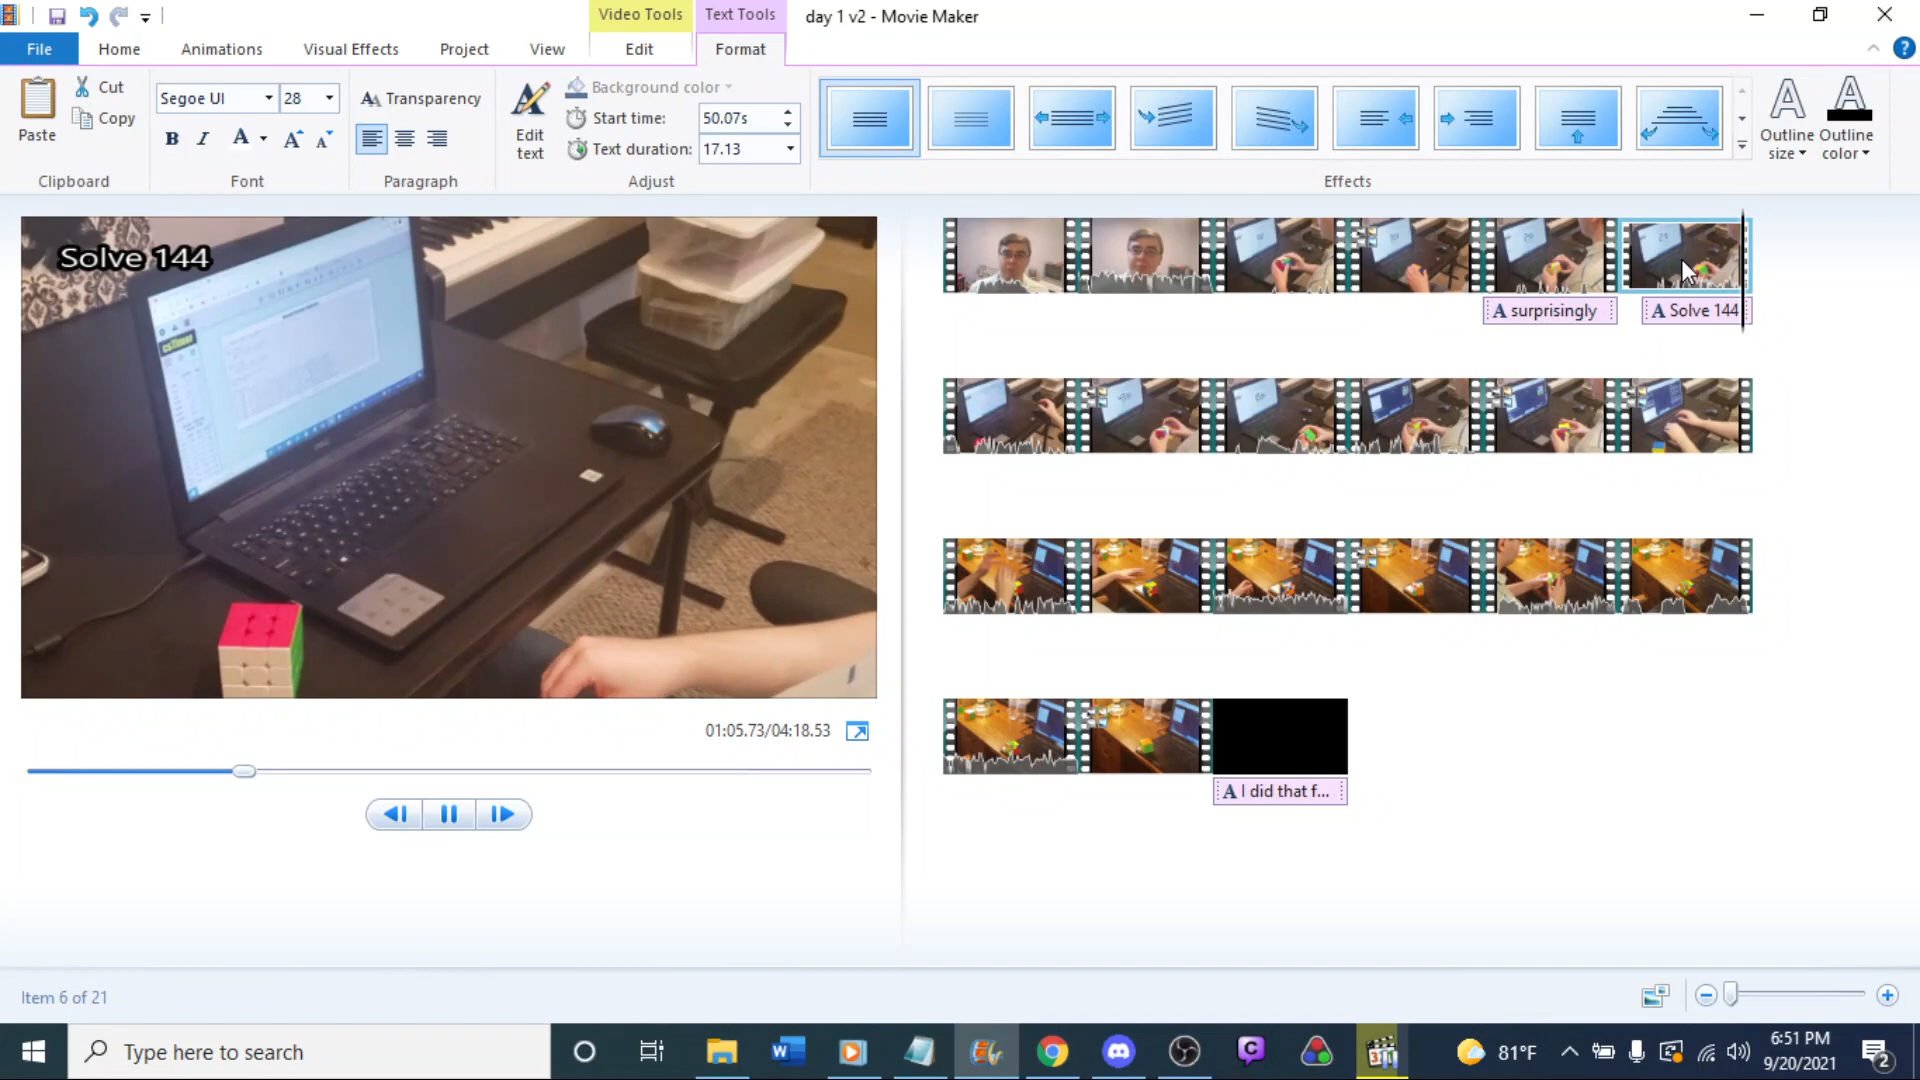 Video Tools
Text Tools
day 1 v2 - Movie Maker
File
Home
Animations
Visual Effects
Project
View
Edit
Format
Paste
Cut
Copy
Clipboard
Segoe UI
28
B I A A A
Font
AA Transparency
Paragraph
Edit text
Background color
Start time: 50.07s
Text duration: 17.13
Adjust
Effects
A
Outline size
A
Outline color
Solve 144
csTimer
01:05.73/04:18.53
A surprisingly
A Solve 144
A I did that f...
Item 6 of 21
Type here to search
81°F
6:51 PM
9/20/2021
2